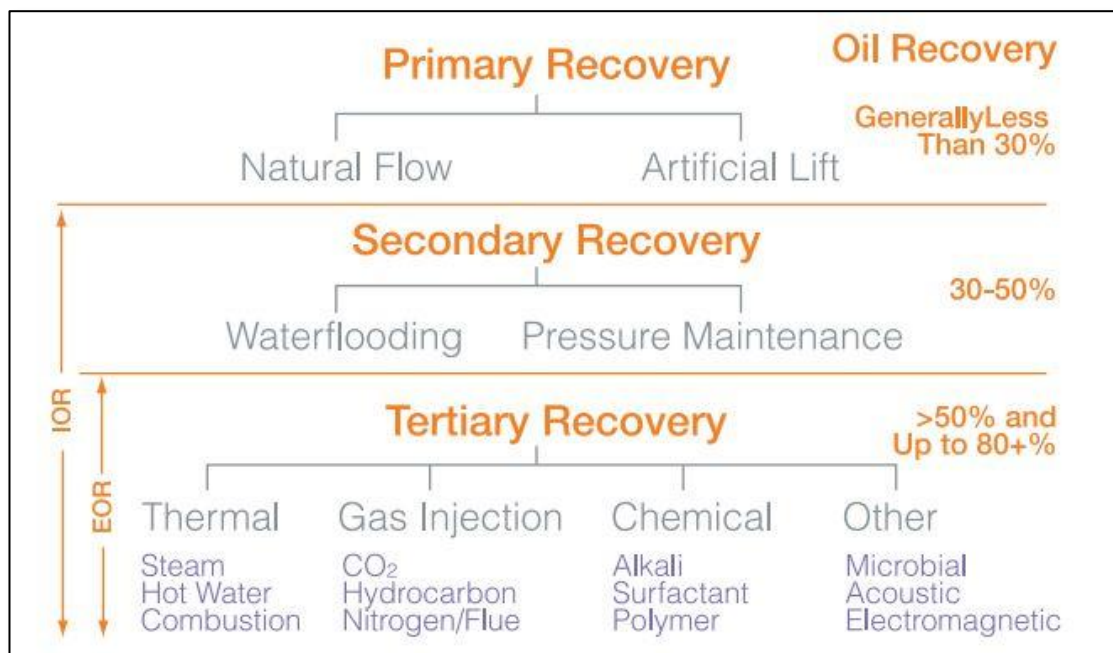 Primary Recovery
Oil Recovery
GenerallyLess
Than 30%
Natural Flow
Artificial Lift
Secondary Recovery
30-50%
Waterflooding
Pressure Maintenance
IOR
EOR
Tertiary Recovery
>50% and
Up to 80+%
Thermal
Steam
Hot Water
Combustion
Gas Injection
CO₂
Hydrocarbon
Nitrogen/Flue
Chemical
Alkali
Surfactant
Polymer
Other
Microbial
Acoustic
Electromagnetic